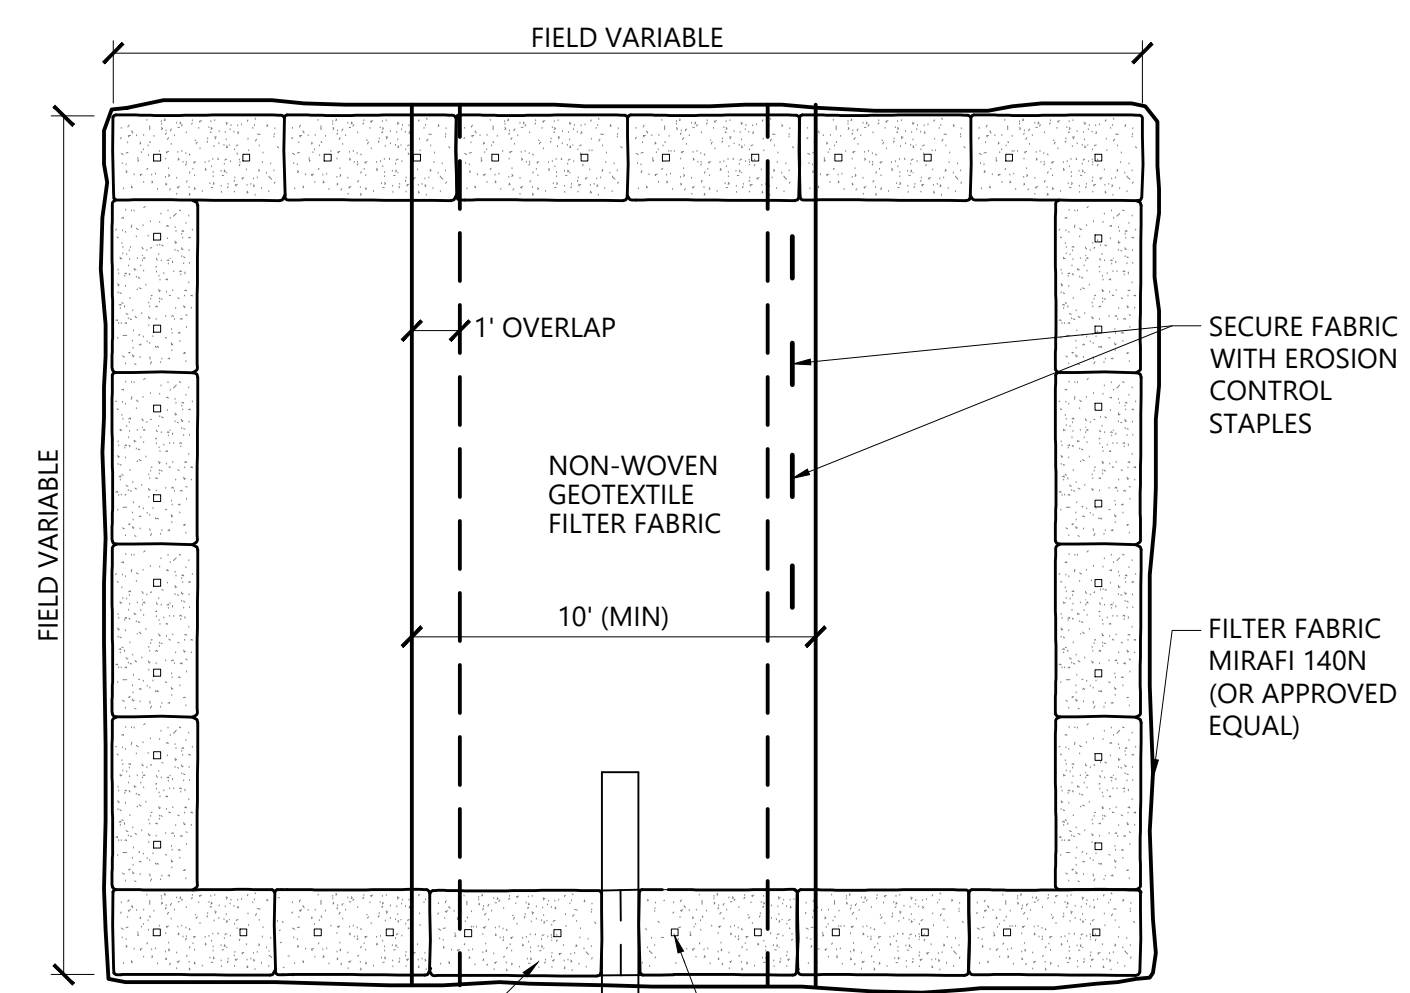 FIELD VARIABLE
1' OVERLAP
SECURE FABRIC
WITH EROSION
CONTROL
STAPLES
NON-WOVEN
GEOTEXTILE
FILTER FABRIC
FIELD VARIABLE
10' (MIN)
FILTER FABRIC
MIRAFI 140N
(OR APPROVED
EQUAL)